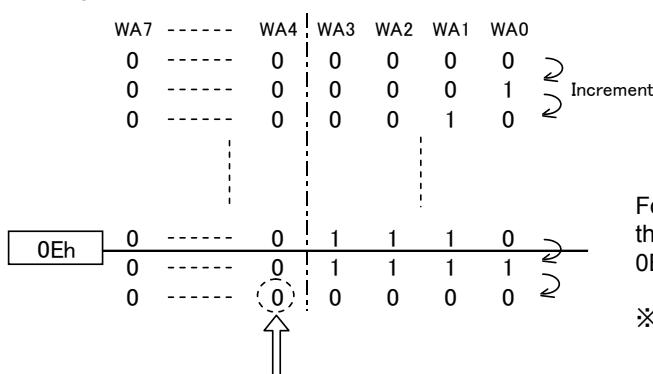 WA7 ------ WA4 WA3 WA2 WA1 WA0
0 ------ 0 0 0 0 0
0 ------ 0 0 0 0 1
Increment
0 ------ 0 0 0 1 0
0 ------ 0 1 1 1 0
0Eh
0 ------ 0 1 1 1 1
0 ------ 0 0 0 0 0
th
0E
※